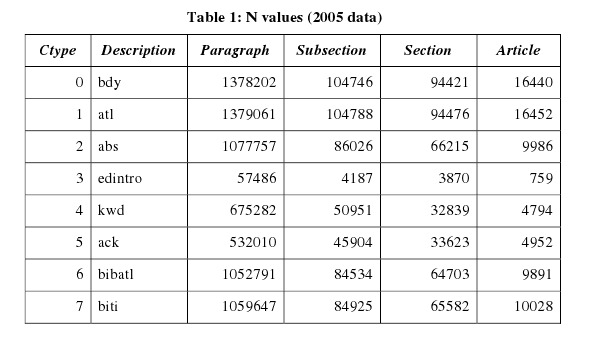 Table 1: N values (2005 data)
Ctype Description Paragraph Subsection Section Article
0 bdy 1378202 104746 94421 16440
1 atl 1379061 104788 94476 16452
2 abs 1077757 86026 66215 9986
3 edintro 57486 4187 3870 759
4 kwd 675282 50951 32839 4794
5 ack 532010 45904 33623 4952
6 bibatl 1052791 84534 64703 9891
7 biti 1059647 84925 65582 10028